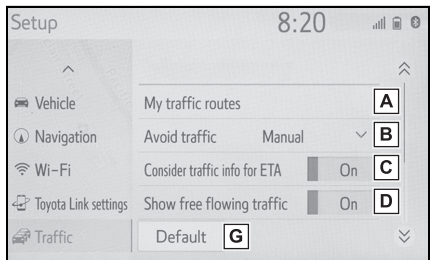 Setup 8:20
My traffic routes A
Vehicle
Avoid traffic Manual B
Navigation
Consider traffic info for ETA On C
Wi-Fi
Show free flowing traffic On D
Toyota Link settings
Default G
Traffic